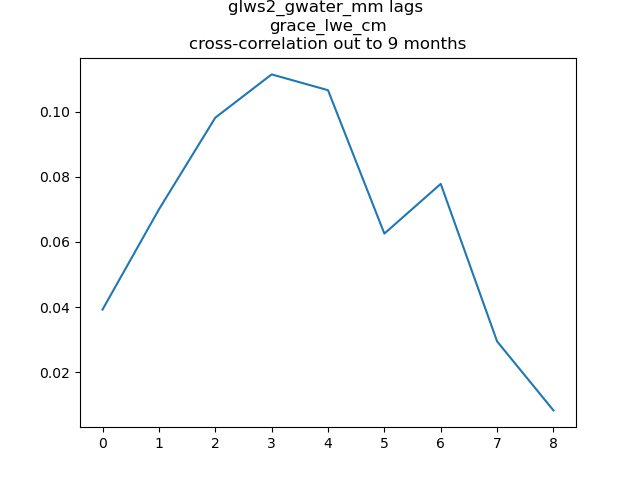 glws2_gwater_mm lags
grace_lwe_cm
cross-correlation out to 9 months
0.10
0.08
0.06
0.04
0.02
0 1 2 3 4 5 6 7 8